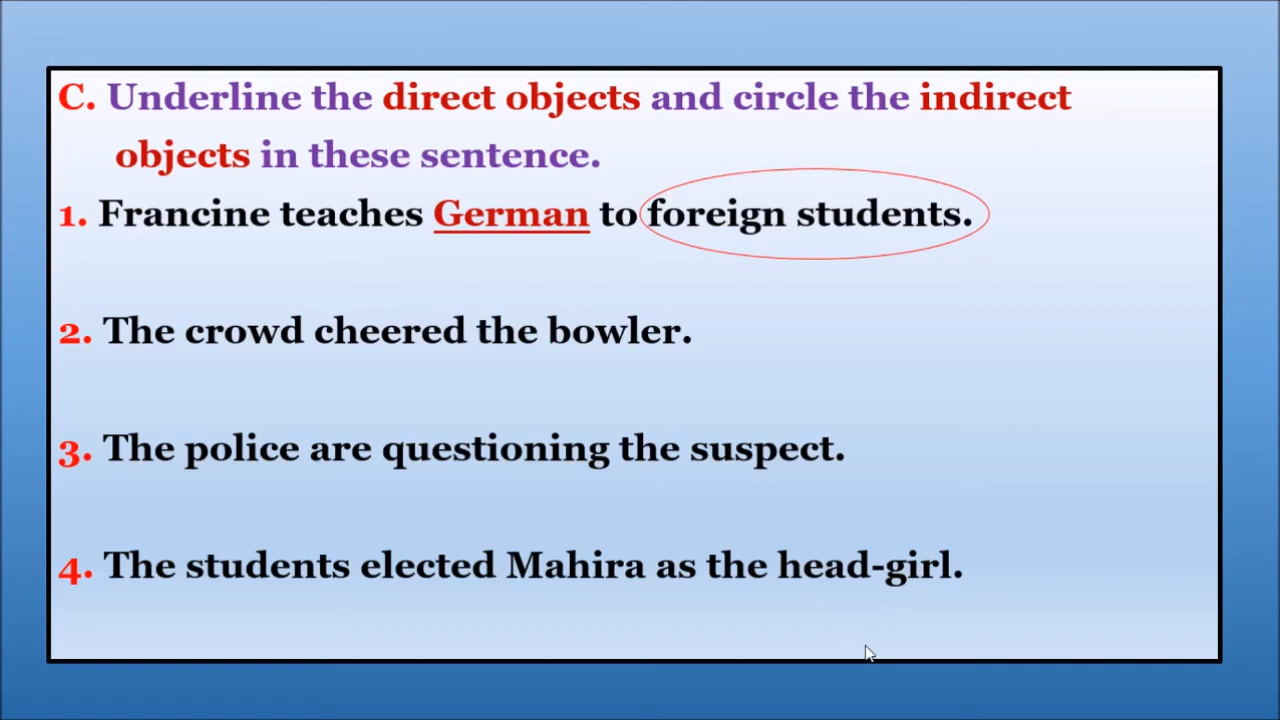 C. Underline the direct objects and circle the indirect
objects in these sentence.
1. Francine teaches German to foreign students.
2. The crowd cheered the bowler.
3. The police are questioning the suspect.
4. The students elected Mahira as the head-girl.